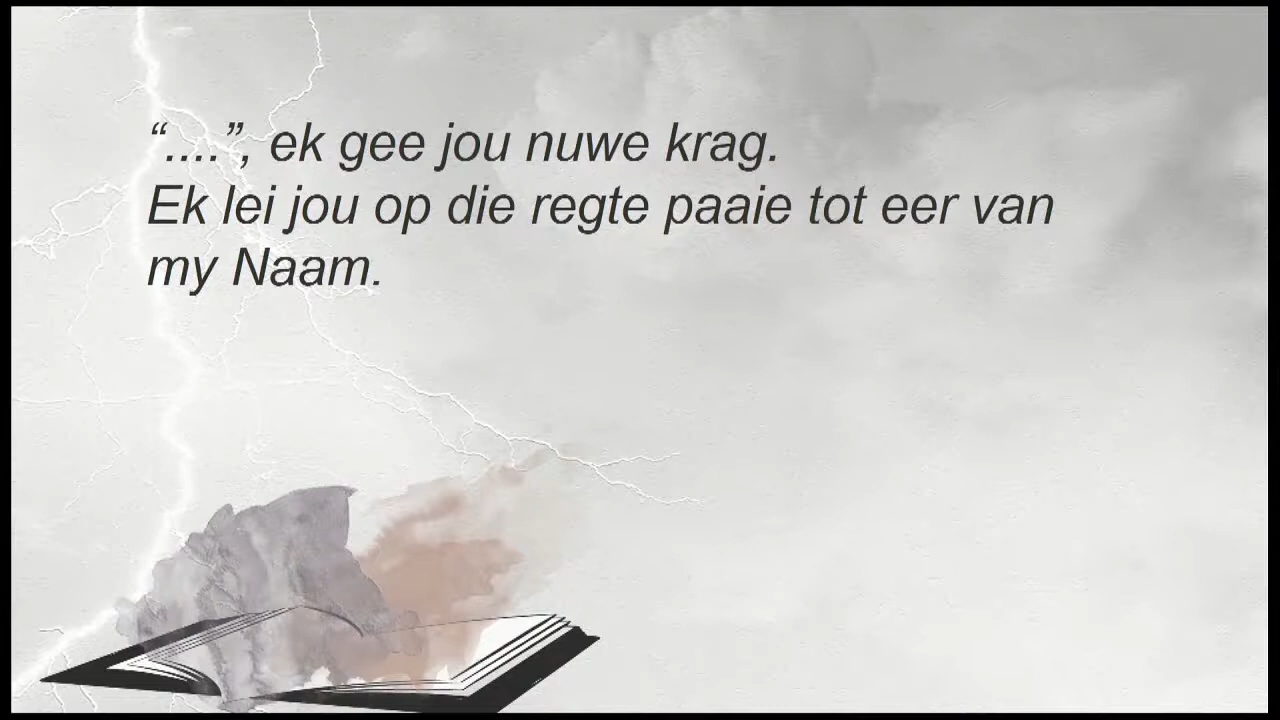 “....”, ek gee jou nuwe krag.
Ek lei jou op die regte paaie tot eer van
my Naam.